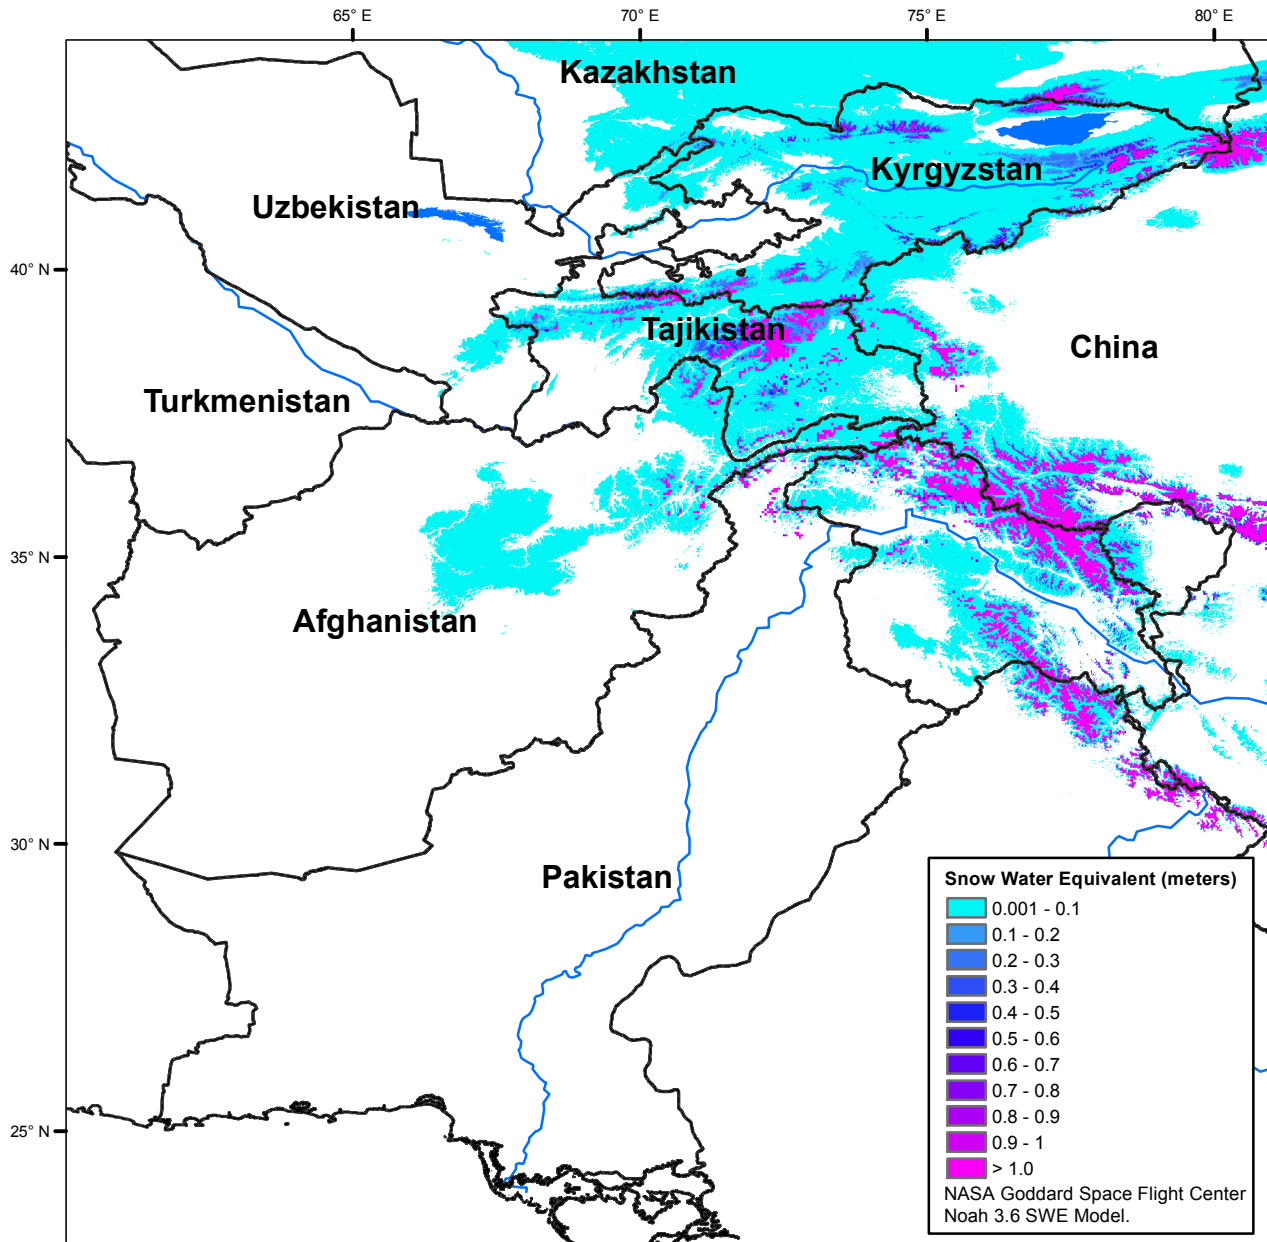 65° E
70° E
75° E
80° E
Kazakhstan
Kyrgyzstan
Uzbekistan
40° N
Tajikistan
China
Turkmenistan
35° N
Afghanistan
30° N
Pakistan
25° N
Snow Water Equivalent (meters)
0.001 - 0.1
0.1 - 0.2
0.2 - 0.3
0.3 - 0.4
0.4 - 0.5
0.5 - 0.6
0.6 - 0.7
0.7 - 0.8
0.8 - 0.9
0.9 - 1
> 1.0
NASA Goddard Space Flight Center
Noah 3.6 SWE Model.